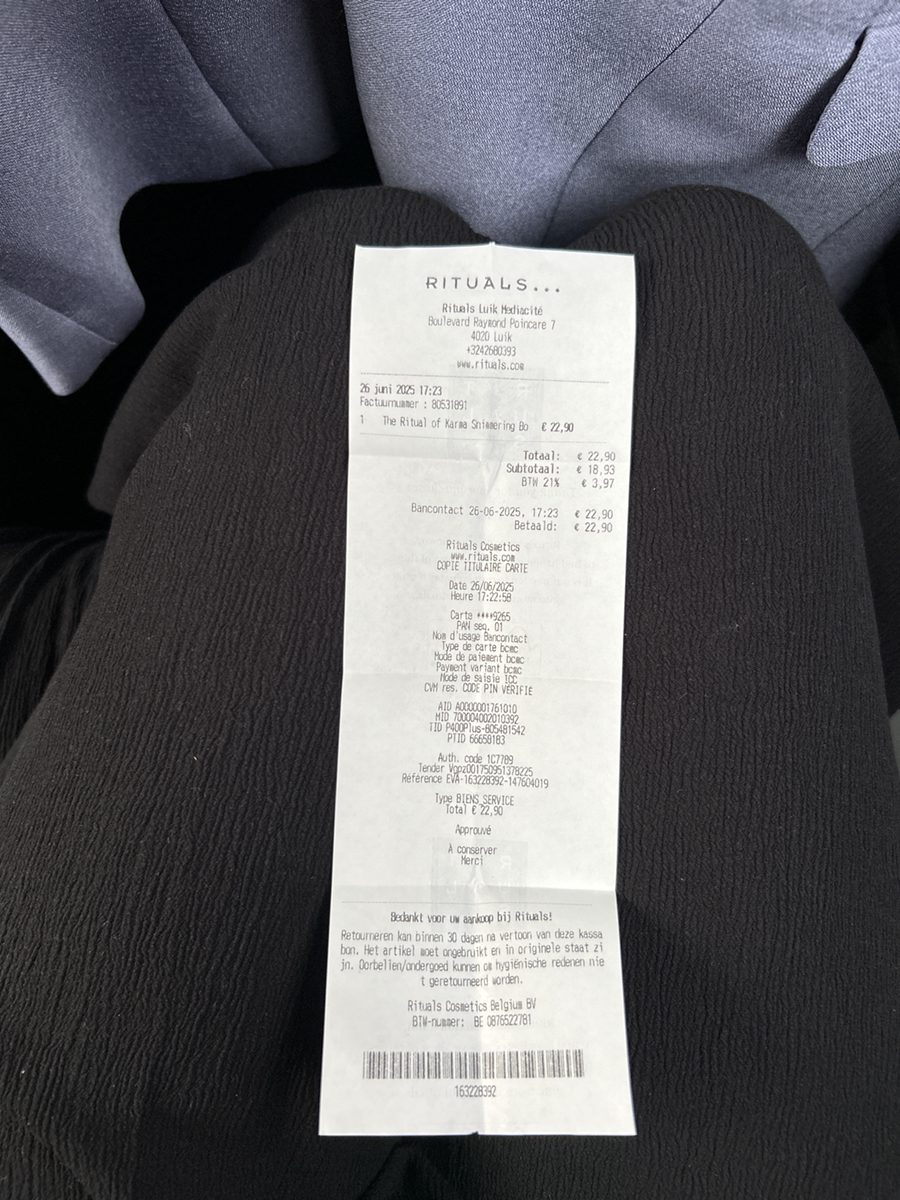 RITUALS...
Rituals Luik Mediacité
Boulevard Raymond Poincare 7
4020 Luik
+3242680393
www.rituals.com
26 juni 2025 17:23
Factuurnummer : 80531891
1 The Ritual of Karma Shimmering Bo € 22,90
Totaal: € 22,90
Subtotaal: € 18,93
BTW 21% € 3,97
Bancontact 26-06-2025, 17:23 € 22,90
Betaald: € 22,90
Rituals Cosmetics
www.rituals.com
COPIE TITULAIRE CARTE
Date 26/06/2025
Heure 17:22:58
Carte ****9265
PAN seq. 01
Nom d'usage Bancontact
Type de carte bcmc
Mode de paiement bcmc
Payment variant bcmc
Mode de saisie ICC
CVM res. CODE PIN VERIFIE
AID A0000001761010
MID 700004002010392
TID P400Plus-805481542
PTID 66658183
Auth. code 1C7789
Tender Vgpz001750951378225
Reference EVA-163228392-147604019
Type BIENS_SERVICE
Total € 22,90
Approuvé
À conserver
Merci
Bedankt voor uw aankoop bij Rituals!
Retourneren kan binnen 30 dagen na vertoon van deze kassa
bon. Het artikel moet ongebruikt en in originele staat zi
jn. Oorbellen/ondergoed kunnen om hygiënische redenen nie
t geretourneerd worden.
Rituals Cosmetics Belgium BV
BTW-nummer: BE 0876522781
163228392